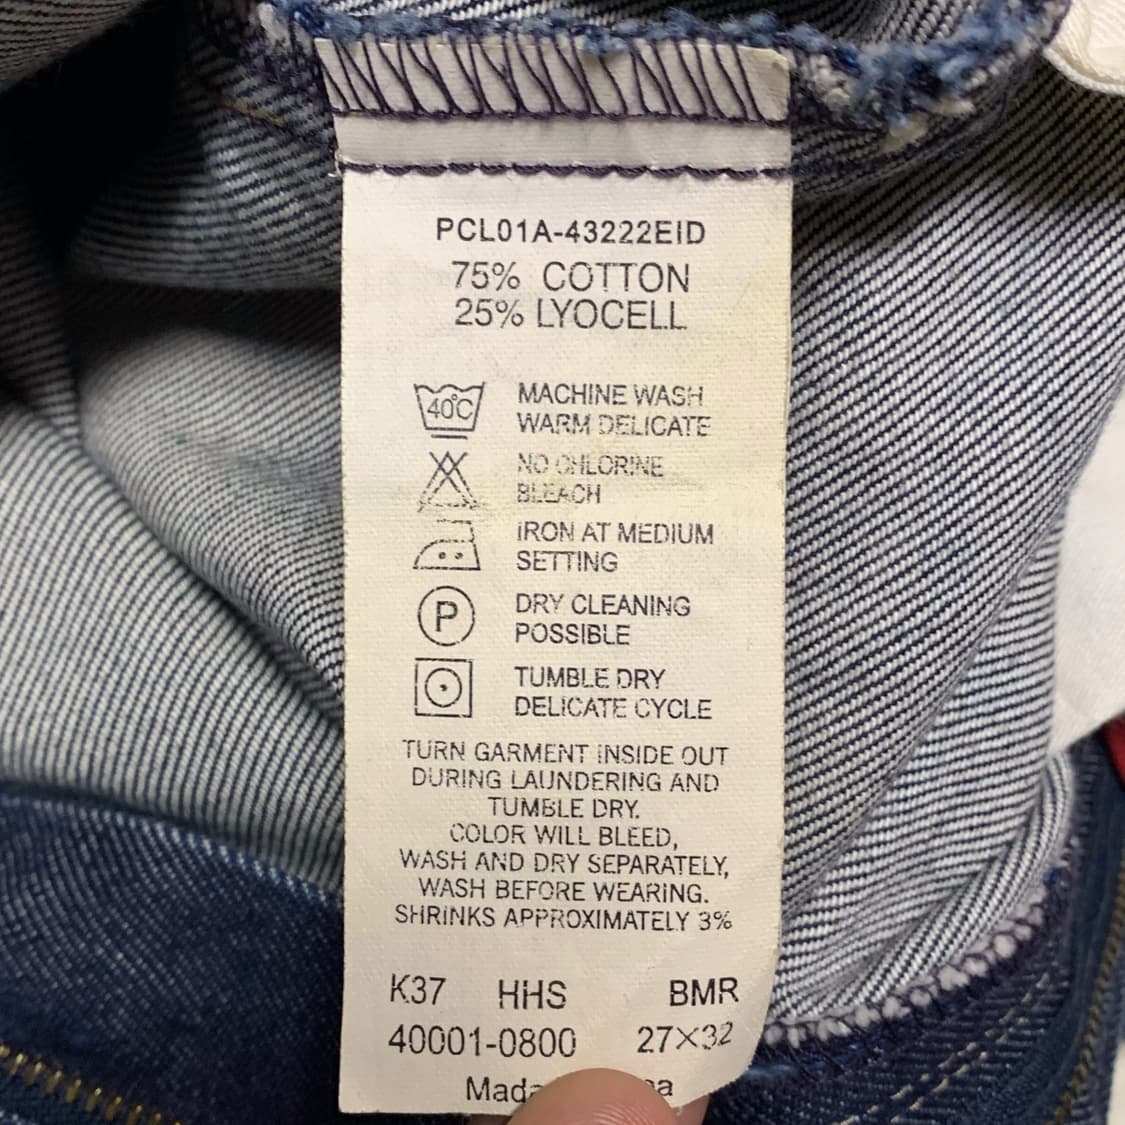 PCL01A-43222EID
75% COTTON
25% LYOCELL
40°C MACHINE WASH
WARM DELICATE
NO CHLORINE
BLEACH
IRON AT MEDIUM
SETTING
P DRY CLEANING
POSSIBLE
TUMBLE DRY
DELICATE CYCLE
TURN GARMENT INSIDE OUT
DURING LAUNDERING AND
TUMBLE DRY.
COLOR WILL BLEED,
WASH AND DRY SEPARATELY,
WASH BEFORE WEARING.
SHRINKS APPROXIMATELY 3%
K37 HHS BMR
40001-0800 27×32